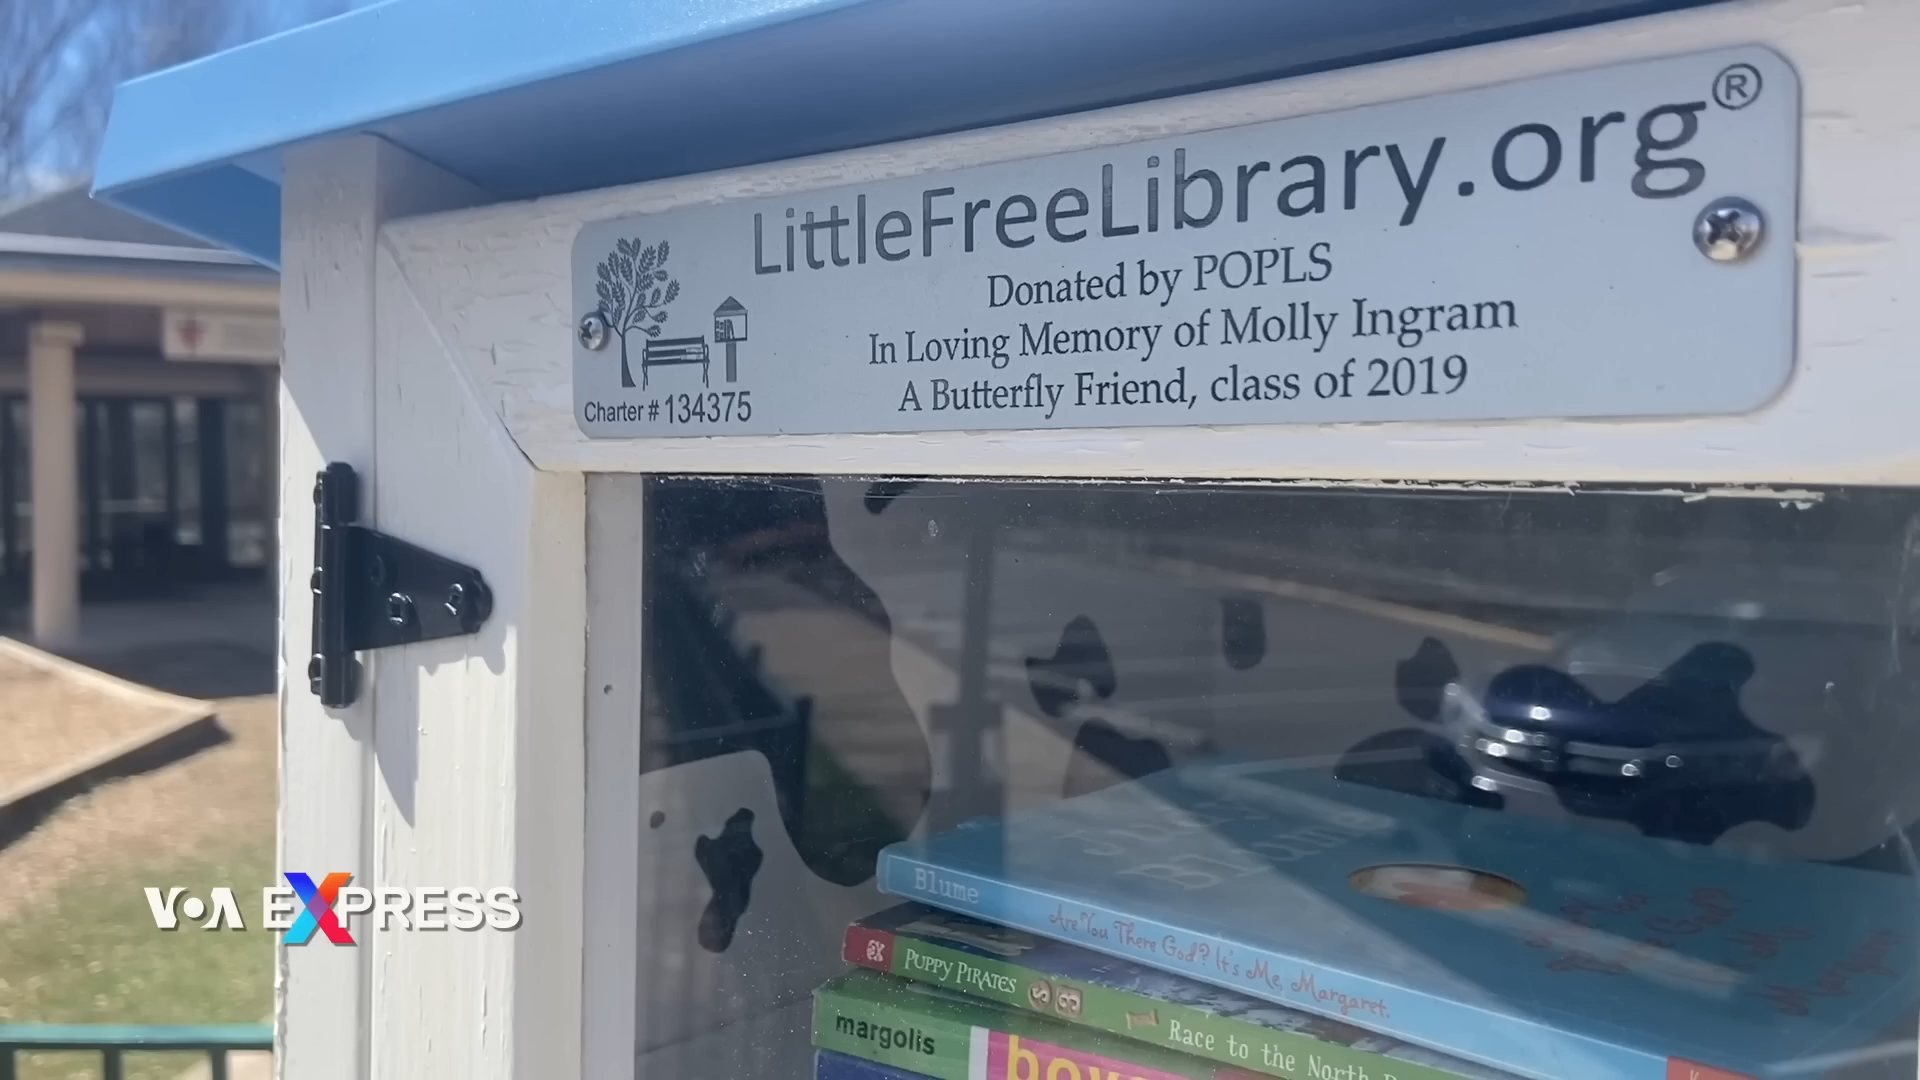 LittleFreeLibrary.org®
Donated by POPLS
In Loving Memory of Molly Ingram
A Butterfly Friend, class of 2019
Charter # 134375
VOA EXPRESS
Blume
Are You There God? It's Me, Margaret.
PUPPY PIRATES
Race to the North
margolis